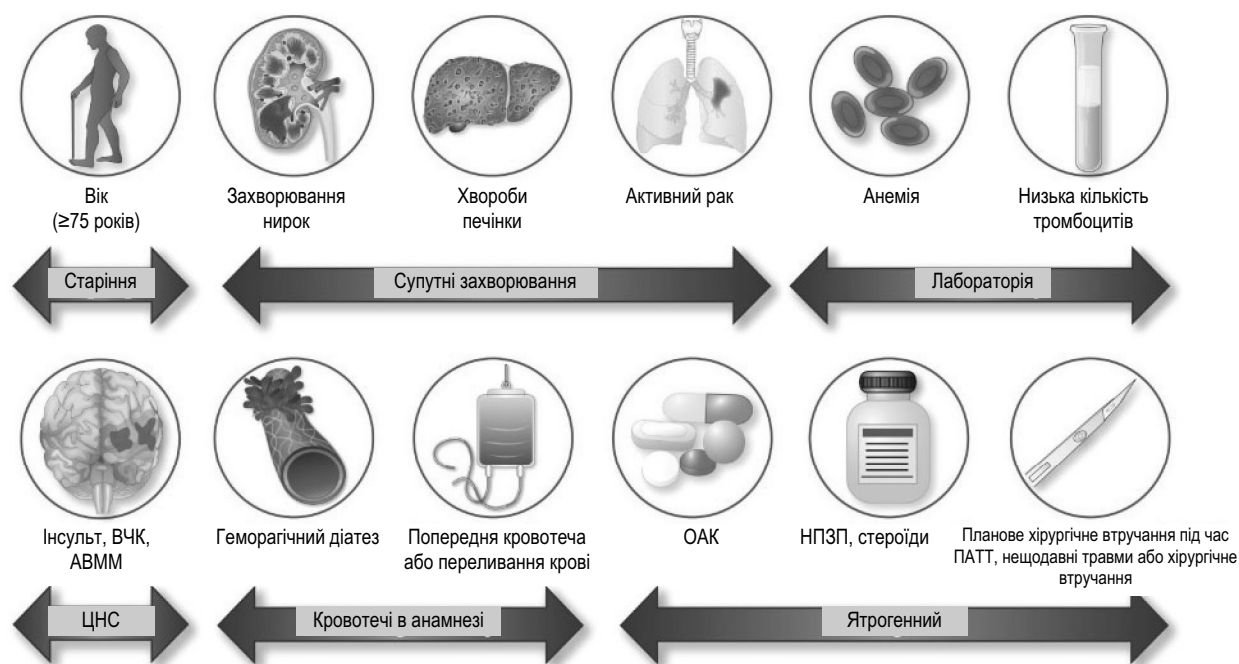 Вік
(≥75 років)
Захворювання
нирок
Хвороби
печінки
Активний рак
Анемія
Низька кількість
тромбоцитів
Старіння
Супутні захворювання
Лабораторія
Інсульт, ВЧК,
АВММ
Геморагічний діатез
Попередня кровотеча
або переливання крові
ОАК
НПЗП, стероїди
Планове хірургічне втручання під час
ПАТТ, нещодавні травми або хірургічне
втручання
ЦНС
Кровотечі в анамнезі
Ятрогенний